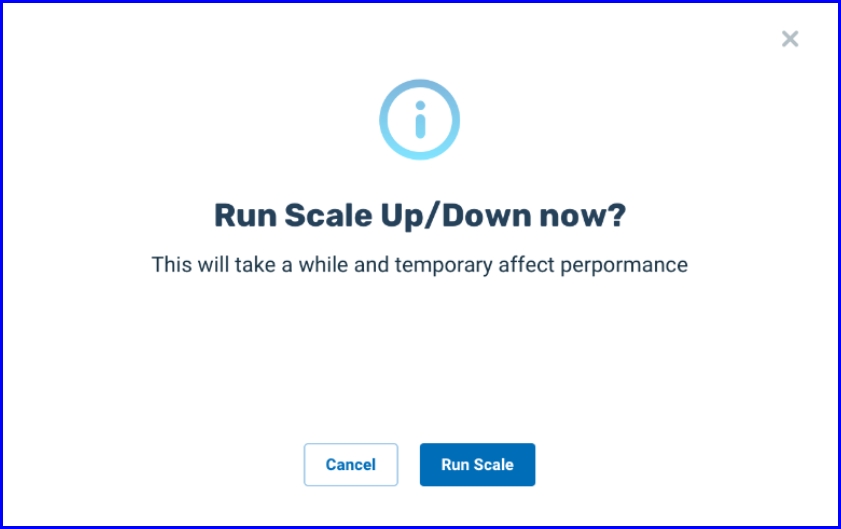 Run Scale Up/Down now?
This will take a while and temporary affect perpormance
Cancel
Run Scale